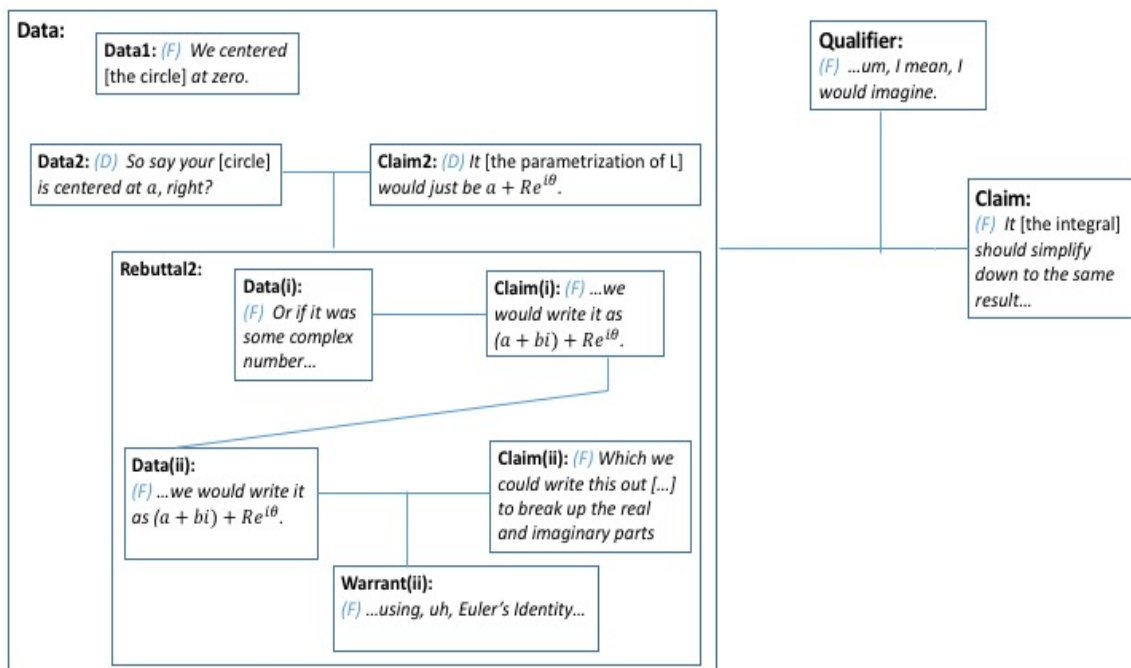 Data:
Data1: (F) We centered
[the circle] at zero.
Qualifier:
(F) ...um, I mean, I
would imagine.
Data2: (D) So say your [circle]
is centered at a, right?
Claim2: (D) It [the parametrization of L]
would just be a + Re^{iθ}.
Claim:
(F) It [the integral]
should simplify
down to the same
result...
Rebuttal2:
Data(i):
(F) Or if it was
some complex
number...
Claim(i): (F) ...we
would write it as
(a + bi) + Re^{iθ}.
Data(ii):
(F) ...we would write it
as (a + bi) + Re^{iθ}.
Claim(ii): (F) Which we
could write this out [...]
to break up the real
and imaginary parts
Warrant(ii):
(F) ...using, uh, Euler's Identity...